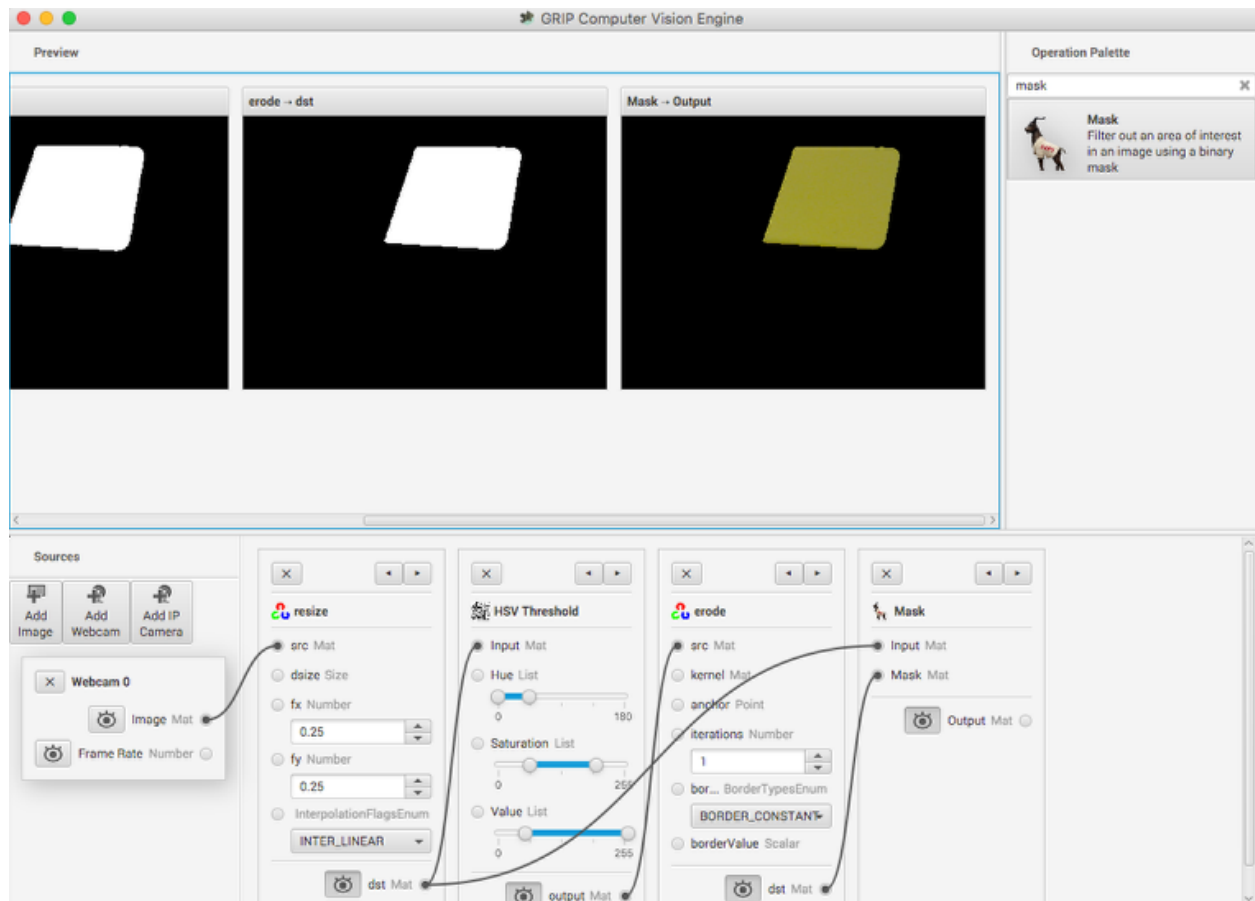 GRIP Computer Vision Engine
Preview
Operation Palette
erode → dst
Mask → Output
mask
Mask
Filter out an area of interest
in an image using a binary
mask
Sources
Add
Image
Add
Webcam
Add IP
Camera
Webcam 0
Image Mat
Frame Rate Number
resize
src Mat
dsize Size
fx Number
0.25
fy Number
0.25
InterpolationFlagsEnum
INTER_LINEAR
dst Mat
HSV Threshold
Input Mat
Hue List
0 180
Saturation List
0 255
Value List
0 255
output Mat
erode
src Mat
kernel Mat
anchor Point
iterations Number
1
bor... BorderTypesEnum
BORDER_CONSTANT
borderValue Scalar
dst Mat
Mask
Input Mat
Mask Mat
Output Mat